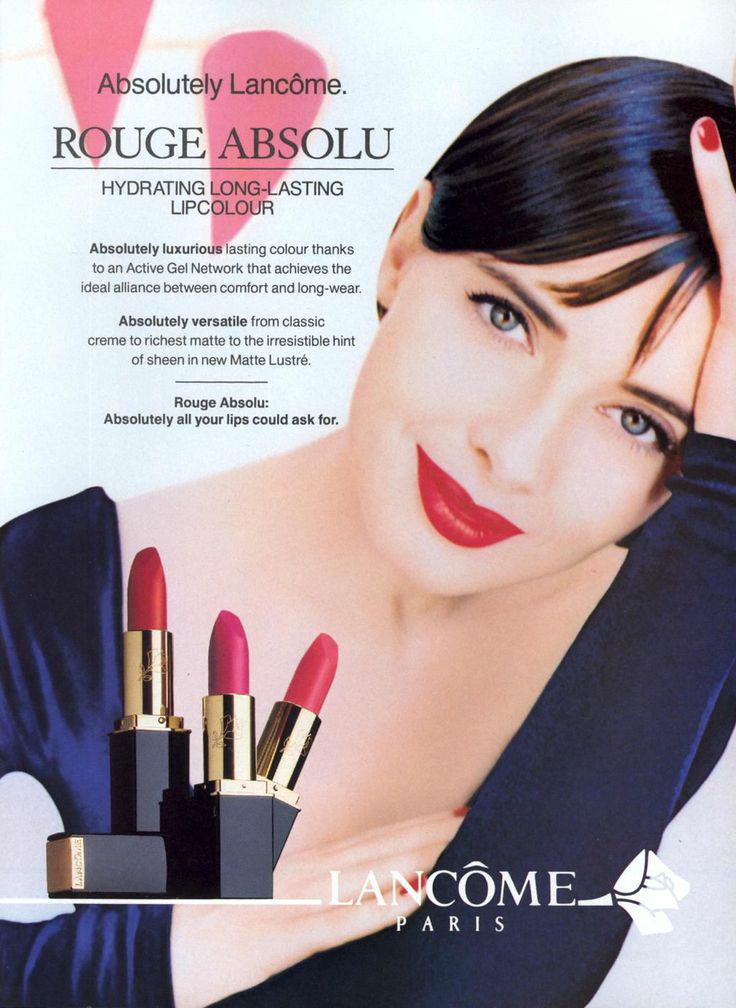 Absolutely Lancôme.
ROUGE ABSOLU
HYDRATING LONG-LASTING
LIPCOLOUR
Absolutely luxurious lasting colour thanks
to an Active Gel Network that achieves the
ideal alliance between comfort and long-wear.
Absolutely versatile from classic
creme to richest matte to the irresistible hint
of sheen in new Matte Lustré.
Rouge Absolu:
Absolutely all your lips could ask for.
LANCÔME
LANCÔME
PARIS